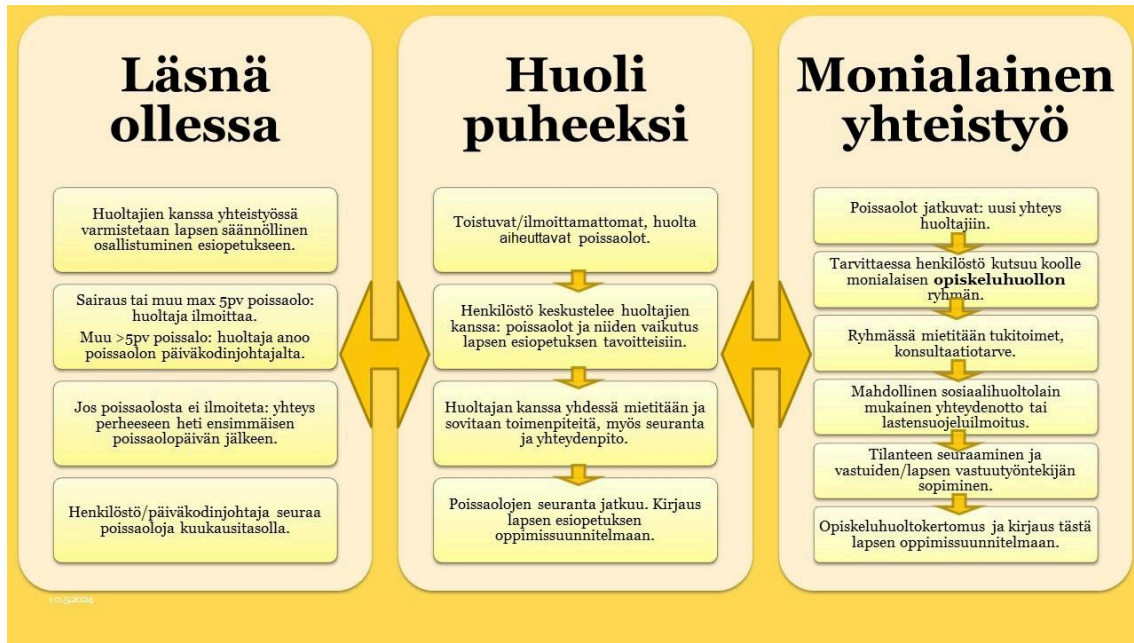 Läsnä
ollessa
Huoltajien kanssa yhteistyössä
varmistetaan lapsen säännöllinen
osallistuminen esiopetukseen.
Sairaus tai muu max 5pv poissaolo:
huoltaja ilmoittaa.
Muu >5pv poissalo: huoltaja anoo
poissaolon päiväkodinjohtajalta.
Jos poissaolosta ei ilmoiteta: yhteys
perheeseen heti ensimmäisen
poissaolopäivän jälkeen.
Henkilöstö/päiväkodinjohtaja seuraa
poissaoloja kuukausitasolla.
Huoli
puheeksi
Toistuvat/ilmoittamattomat, huolta
aiheuttavat poissaolot.
Henkilöstö keskustelee huoltajien
kanssa: poissaolot ja niiden vaikutus
lapsen esiopetuksen tavoitteisiin.
Huoltajan kanssa yhdessä mietitään ja
sovitaan toimenpiteitä, myös seuranta
ja yhteydenpito.
Poissaolojen seuranta jatkuu. Kirjaus
lapsen esiopetuksen
oppimissuunnitelmaan.
Monialainen
yhteistyö
Poissaolot jatkuvat: uusi yhteys
huoltajiin.
Tarvittaessa henkilöstö kutsuu koolle
monialaisen opiskeluhuollon
ryhmän.
Ryhmässä mietitään tukitoimet,
konsultaatiotarve.
Mahdollinen sosiaalihuoltolain
mukainen yhteydenotto tai
lastensuojeluilmoitus.
Tilanteen seuraaminen ja
vastuiden/lapsen vastuutyöntekijän
sopiminen.
Opiskeluhuoltokertomus ja kirjaus tästä
lapsen oppimissuunnitelmaan.
10.5.2024